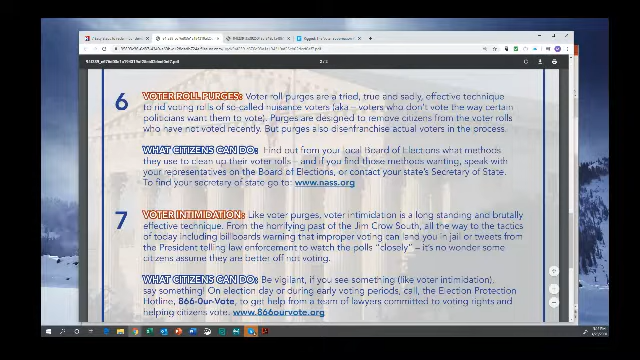 2/2
6
VOTER ROLL PURGES: Voter roll purges are a tried, true and sadly, effective technique
to rid voting rolls of so-called nuisance voters (aka – voters who don't vote the way certain
politicians want them to vote). Purges are designed to remove citizens from the voter rolls
who have not voted recently. But purges also disenfranchise actual voters in the process.
WHAT CITIZENS CAN DO: Find out from your local Board of Elections what methods
they use to clean up their voter rolls – and if you find those methods wanting, speak with
your representatives on the Board of Elections, or contact your state's Secretary of State.
To find your secretary of state go to: www.nass.org
7
VOTER INTIMIDATION: Like voter purges, voter intimidation is a long standing and brutally
effective technique. From the horrifying past of the Jim Crow South, all the way to the tactics
of today including billboards warning that improper voting can land you in jail or tweets from
the President telling law enforcement to watch the polls "closely" – it's no wonder some
citizens assume they are better off not voting.
WHAT CITIZENS CAN DO: Be vigilant, if you see something (like voter intimidation),
say something! On election day or during early voting periods, call, the Election Protection
Hotline, 866-Our-Vote, to get help from a team of lawyers committed to voting rights and
helping citizens vote. www.866ourvote.org